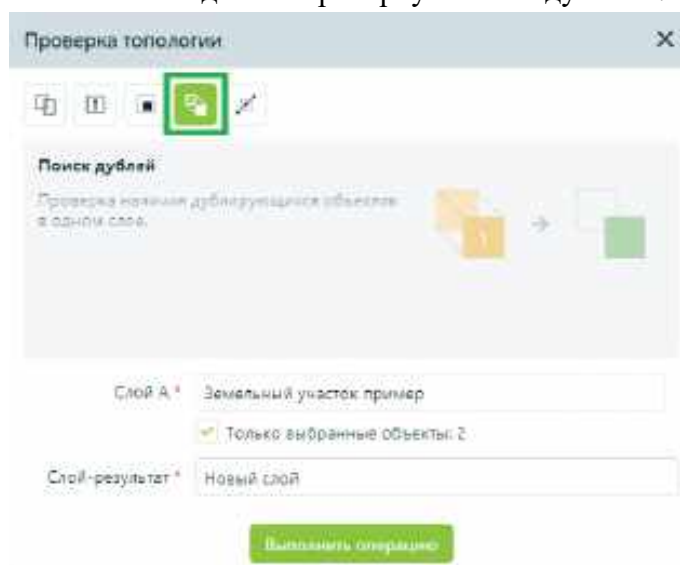 Проверка топологии
Поиск дублей
Проверка наличия дублирующихся объектов
в одном слое.
1
Слой А *
Земельный участок пример
Только выбранные объекты: 2
Слой-результат *
Новый слой
Выполнить операцию